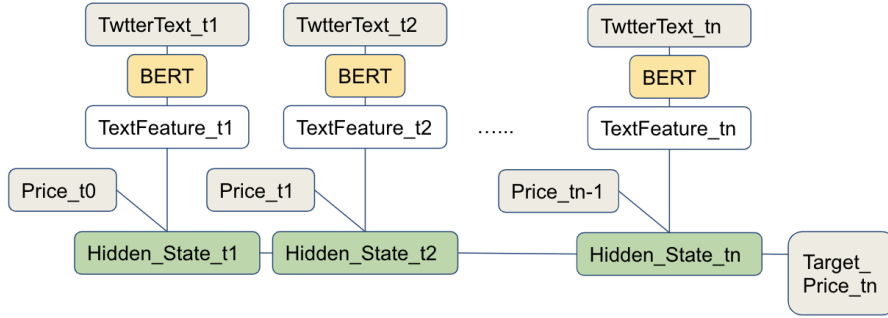 TwtterText_t1
TwtterText_t2
TwtterText_tn
BERT
BERT
BERT
TextFeature_t1
TextFeature_t2
…...
TextFeature_tn
Price_t0
Price_t1
Price_tn-1
Hidden_State_t1
Hidden_State_t2
Hidden_State_tn
Target_
Price_tn